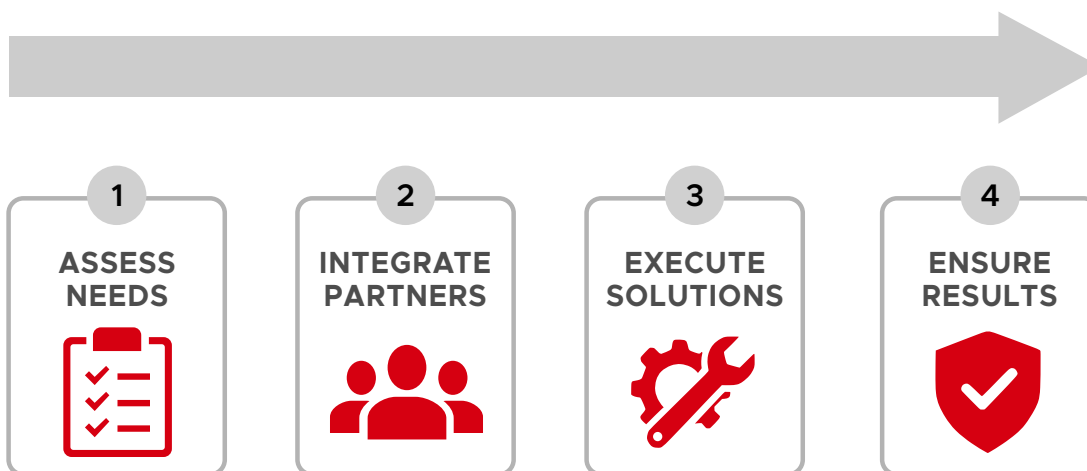 1
ASSESS
NEEDS
2
INTEGRATE
PARTNERS
3
EXECUTE
SOLUTIONS
4
ENSURE
RESULTS